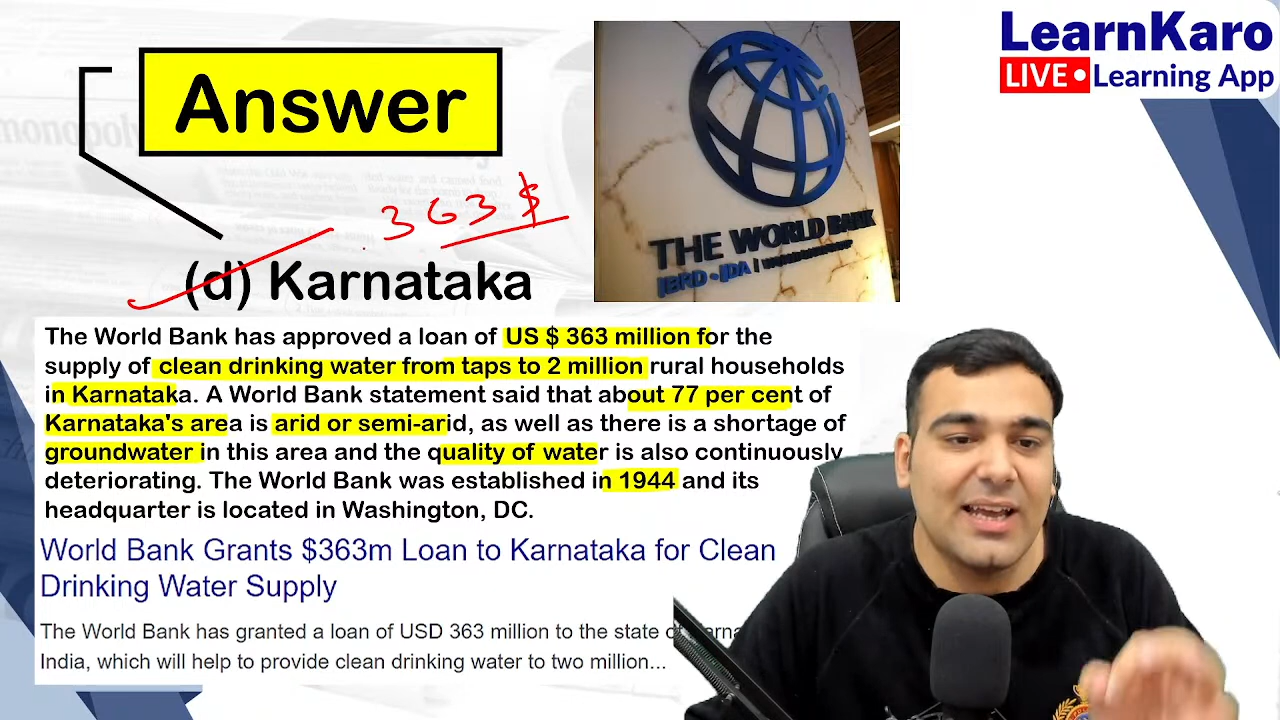 LearnKaro
LIVE Learning App
Answer
363 $
(d) Karnataka
THE WORLD BANK
IBRD • IDA |
The World Bank has approved a loan of US $ 363 million for the
supply of clean drinking water from taps to 2 million rural households
in Karnataka. A World Bank statement said that about 77 per cent of
Karnataka's area is arid or semi-arid, as well as there is a shortage of
groundwater in this area and the quality of water is also continuously
deteriorating. The World Bank was established in 1944 and its
headquarter is located in Washington, DC.
World Bank Grants $363m Loan to Karnataka for Clean
Drinking Water Supply
The World Bank has granted a loan of USD 363 million to the state
India, which will help to provide clean drinking water to two million...